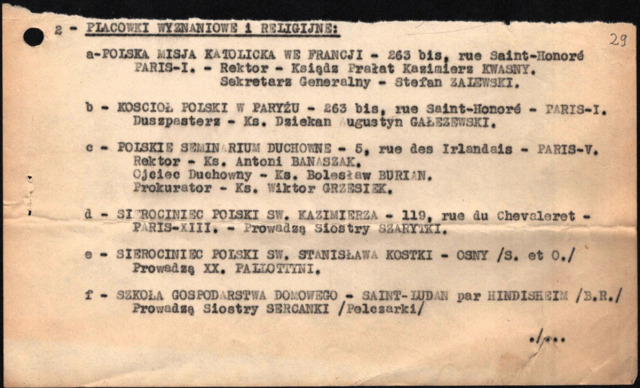 29
2 - PLACÓWKI WYZNANIOWE i RELIGIJNE:
a-POLSKA MISJA KATOLICKA WE FRANCJI - 263 bis, rue Saint-Honoré
PARIS-I. - Rektor - Ksiądz Prałat Kazimierz KWASNY.
Sekretarz Generalny - Stefan ZALEWSKI.
b - KOSCIOŁ POLSKI W PARYŻU - 263 bis, rue Saint-Honoré - PARIS-I.
Duszpasterz - Ks. Dziekan Augustyn GAŁEZEWSKI.
c - POLSKIE SEMINARIUM DUCHOWNE - 5, rue des Irlandais - PARIS-V.
Rektor - Ks. Antoni BANASZAK.
Ojciec Duchowny - Ks. Bolesław BURIAN.
Prokurator - Ks. Wiktor GRZESIEK.
d - SIEROCINIEC POLSKI SW. KAZIMIERZA - 119, rue du Chevaleret -
PARIS-XIII. - Prowadzą Siostry SZARYTKI.
e - SIEROCINIEC POLSKI SW. STANISŁAWA KOSTKI - OSNY /S. et O./
Prowadzą XX. PALLOTTYNI.
f - SZKOŁA GOSPODARSTWA DOMOWEGO - SAINT-LUDAN par HINDISHEIM /B.R./
Prowadzą Siostry SERCANKI /Pelczarki/
./...